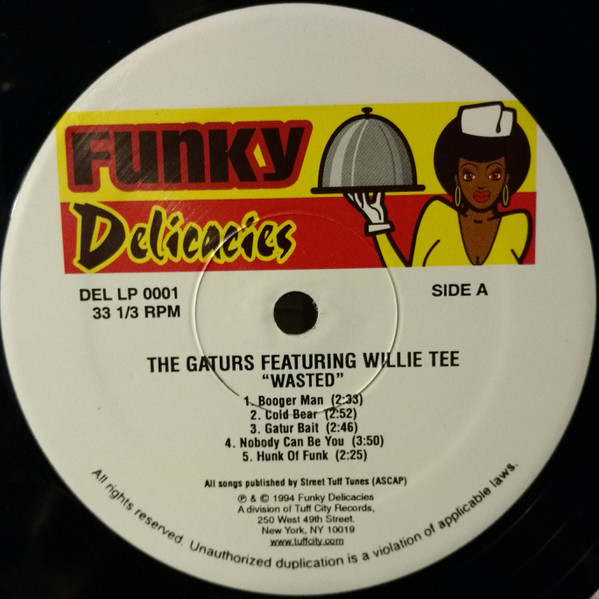 FUNKY
Delicacies
DEL LP 0001
33 1/3 RPM
SIDE A
THE GATURS FEATURING WILLIE TEE
“WASTED”
1. Booger Man (2:33)
2. Cold Bear (2:52)
3. Gatur Bait (2:46)
4. Nobody Can Be You (3:50)
5. Hunk Of Funk (2:25)
All songs published by Street Tuff Tunes (ASCAP)
℗ & © 1994 Funky Delicacies
A division of Tuff City Records,
250 West 49th Street.
New York, NY 10019
www.tuffcity.com
All rights reserved. Unauthorized duplication is a violation of applicable laws.